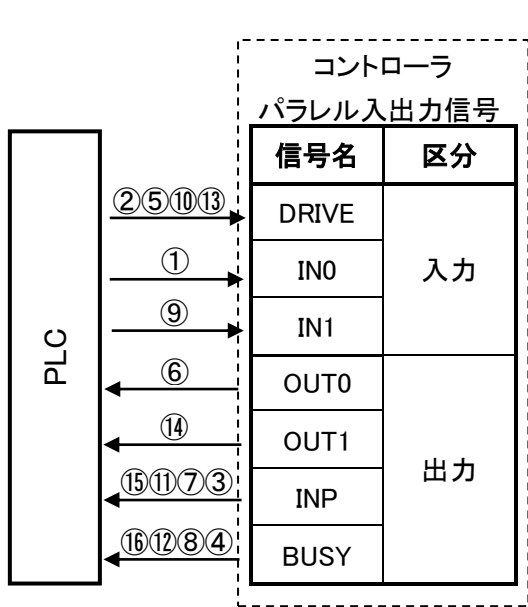 コントローラ
パラレル入出力信号
信号名 区分
②⑤⑩⑬ DRIVE
① IN0 入力
⑨ IN1
PLC
⑥ OUT0
⑭ OUT1
出力
⑮⑪⑦③ INP
⑯⑫⑧④ BUSY